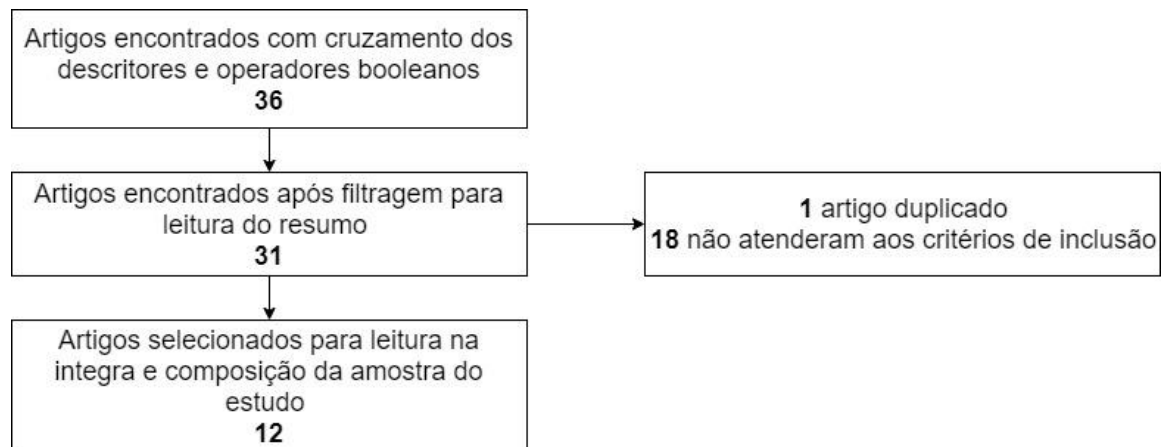 Artigos encontrados com cruzamento dos
descritores e operadores booleanos
36
Artigos encontrados após filtragem para
leitura do resumo
31
1 artigo duplicado
18 não atenderam aos critérios de inclusão
Artigos selecionados para leitura na
integra e composição da amostra do
estudo
12